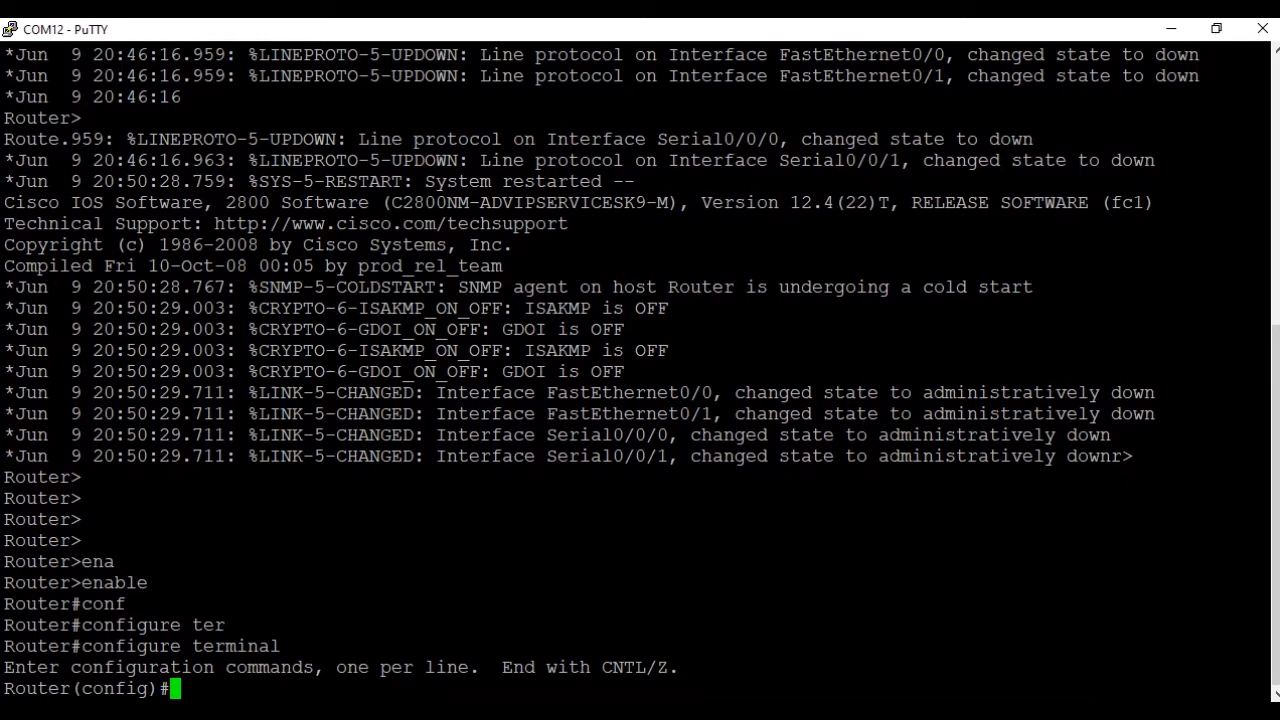 COM12 - PuTTY
*Jun  9 20:46:16.959: %LINEPROTO-5-UPDOWN: Line protocol on Interface FastEthernet0/0, changed state to down
*Jun  9 20:46:16.959: %LINEPROTO-5-UPDOWN: Line protocol on Interface FastEthernet0/1, changed state to down
*Jun  9 20:46:16
Router>
Route.959: %LINEPROTO-5-UPDOWN: Line protocol on Interface Serial0/0/0, changed state to down
*Jun  9 20:46:16.963: %LINEPROTO-5-UPDOWN: Line protocol on Interface Serial0/0/1, changed state to down
*Jun  9 20:50:28.759: %SYS-5-RESTART: System restarted --
Cisco IOS Software, 2800 Software (C2800NM-ADVIPSERVICESK9-M), Version 12.4(22)T, RELEASE SOFTWARE (fc1)
Technical Support: http://www.cisco.com/techsupport
Copyright (c) 1986-2008 by Cisco Systems, Inc.
Compiled Fri 10-Oct-08 00:05 by prod_rel_team
*Jun  9 20:50:28.767: %SNMP-5-COLDSTART: SNMP agent on host Router is undergoing a cold start
*Jun  9 20:50:29.003: %CRYPTO-6-ISAKMP_ON_OFF: ISAKMP is OFF
*Jun  9 20:50:29.003: %CRYPTO-6-GDOI_ON_OFF: GDOI is OFF
*Jun  9 20:50:29.003: %CRYPTO-6-ISAKMP_ON_OFF: ISAKMP is OFF
*Jun  9 20:50:29.003: %CRYPTO-6-GDOI_ON_OFF: GDOI is OFF
*Jun  9 20:50:29.711: %LINK-5-CHANGED: Interface FastEthernet0/0, changed state to administratively down
*Jun  9 20:50:29.711: %LINK-5-CHANGED: Interface FastEthernet0/1, changed state to administratively down
*Jun  9 20:50:29.711: %LINK-5-CHANGED: Interface Serial0/0/0, changed state to administratively down
*Jun  9 20:50:29.711: %LINK-5-CHANGED: Interface Serial0/0/1, changed state to administratively downr>
Router>
Router>
Router>
Router>
Router>ena
Router>enable
Router#conf
Router#configure ter
Router#configure terminal
Enter configuration commands, one per line.  End with CNTL/Z.
Router(config)#